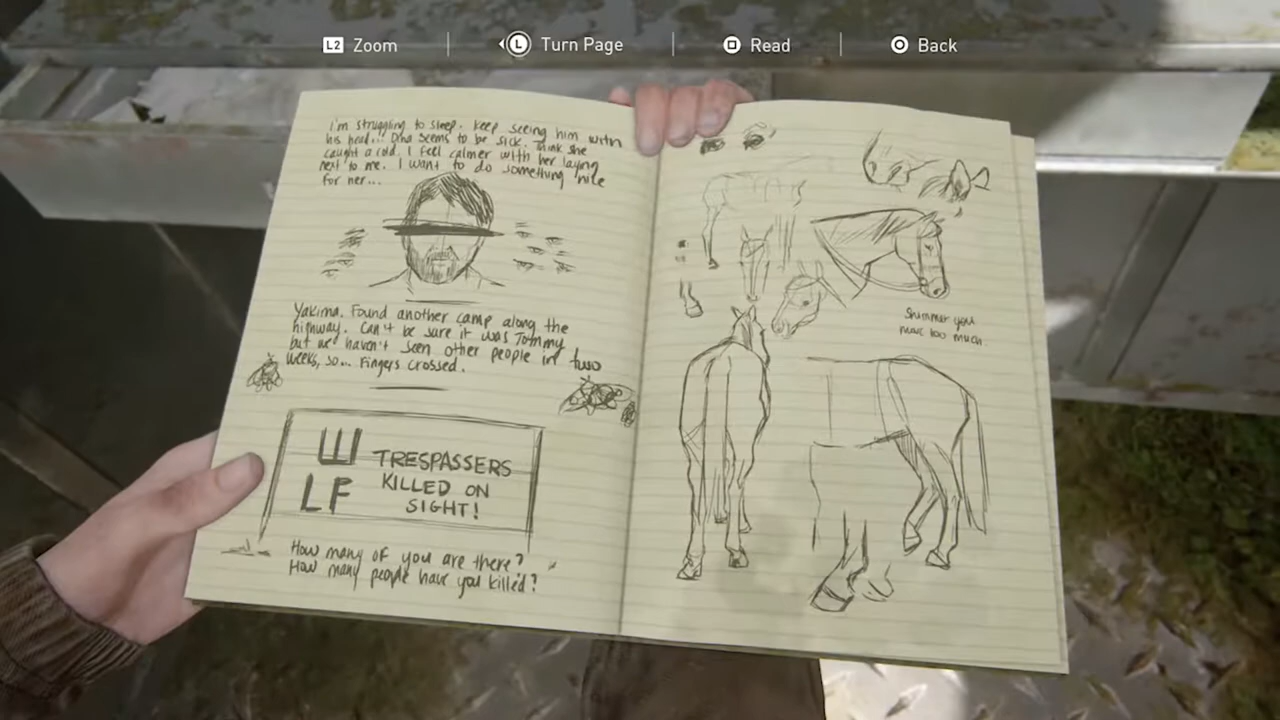 L2 Zoom
L Turn Page
Read
Back
i'm struggling to sleep. Keep seeing him with
his head... Dina seems to be sick. Think she
caught a cold. I feel calmer with her laying
next to me. I want to do something nice
for her...
Yakima. Found another camp along the
highway. Can't be sure it was Tommy
but we haven't seen other people in two
weeks, so... Fingers crossed.
W TRESPASSERS
LF KILLED ON
SIGHT!
How many of you are there?
How many people have you killed?
Shimmer you
move too much.